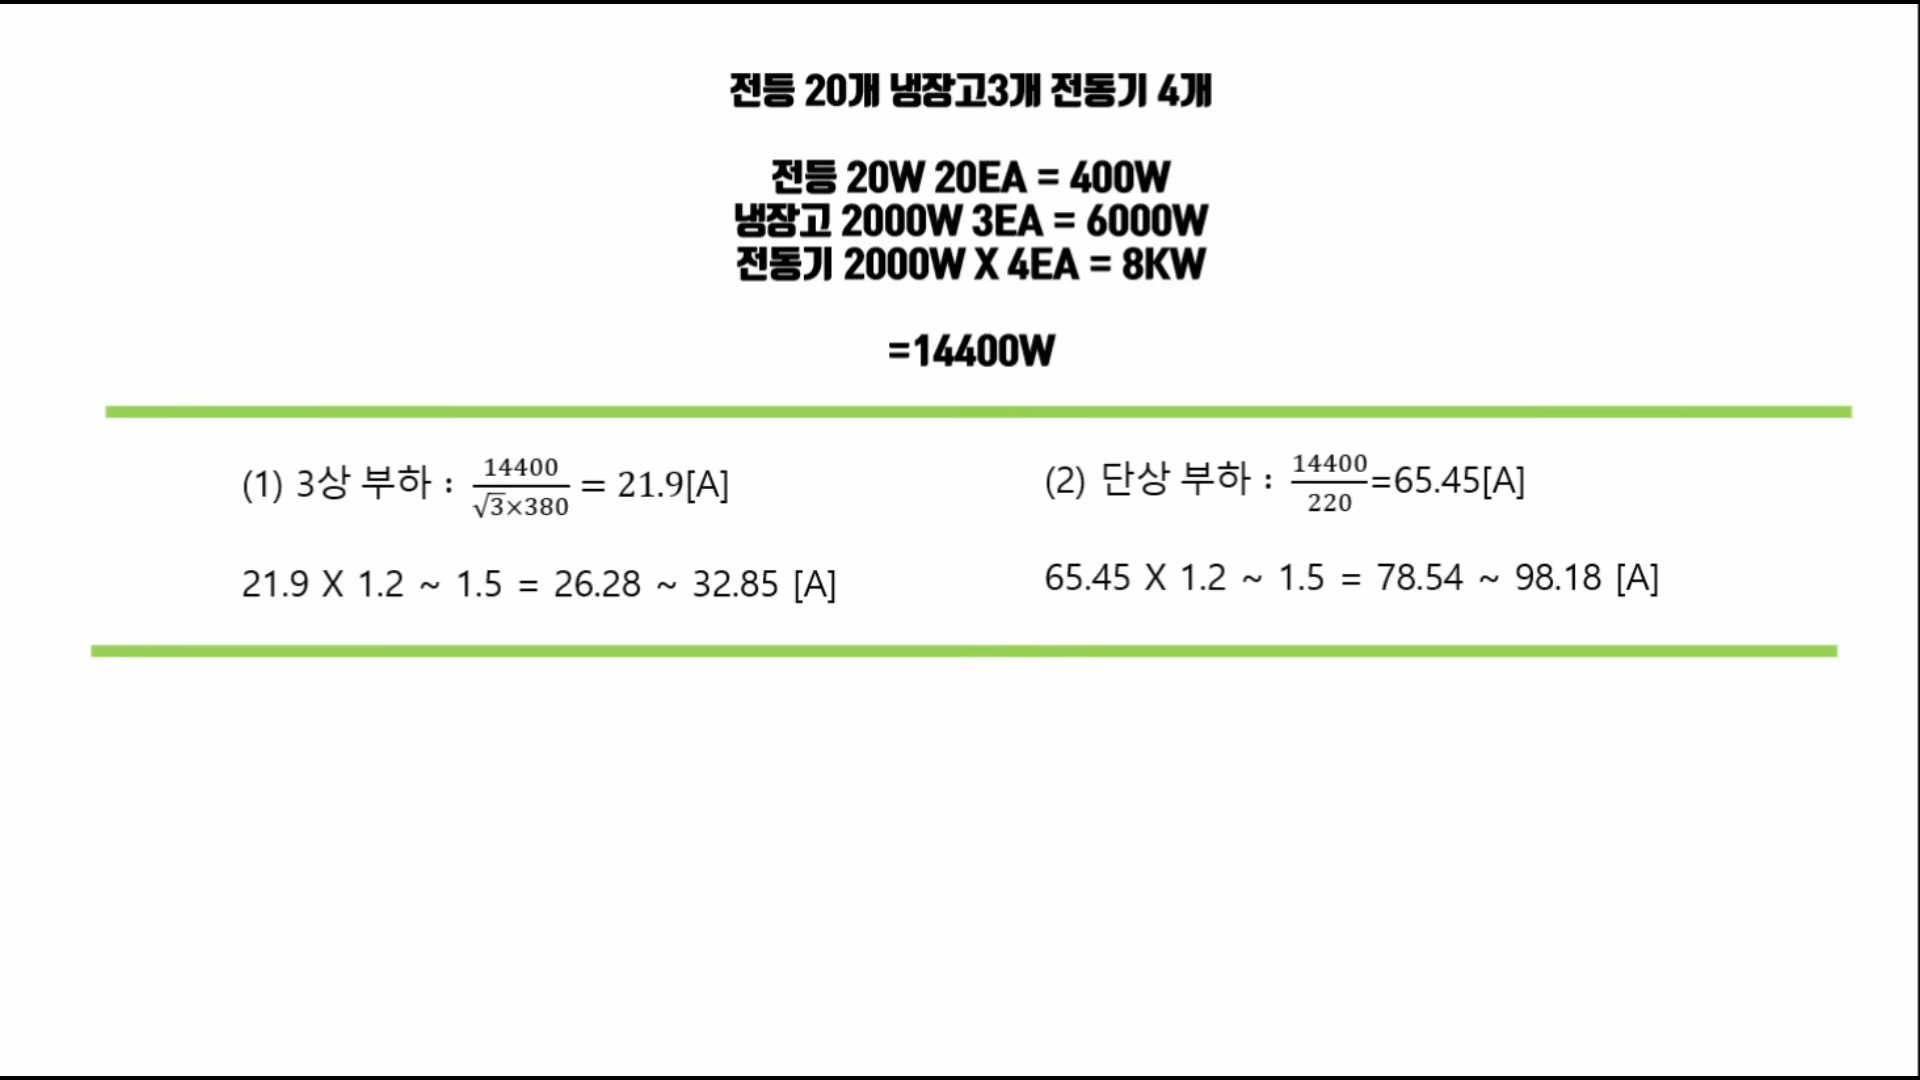 전등 20개 냉장고3개 전동기 4개
전등 20W 20EA = 400W
냉장고 2000W 3EA = 6000W
전동기 2000W X 4EA = 8KW
=14400W
(1) 3상 부하 : 14400/√3×380 = 21.9[A]
21.9 X 1.2 ~ 1.5 = 26.28 ~ 32.85 [A]
(2) 단상 부하 : 14400/220=65.45[A]
65.45 X 1.2 ~ 1.5 = 78.54 ~ 98.18 [A]